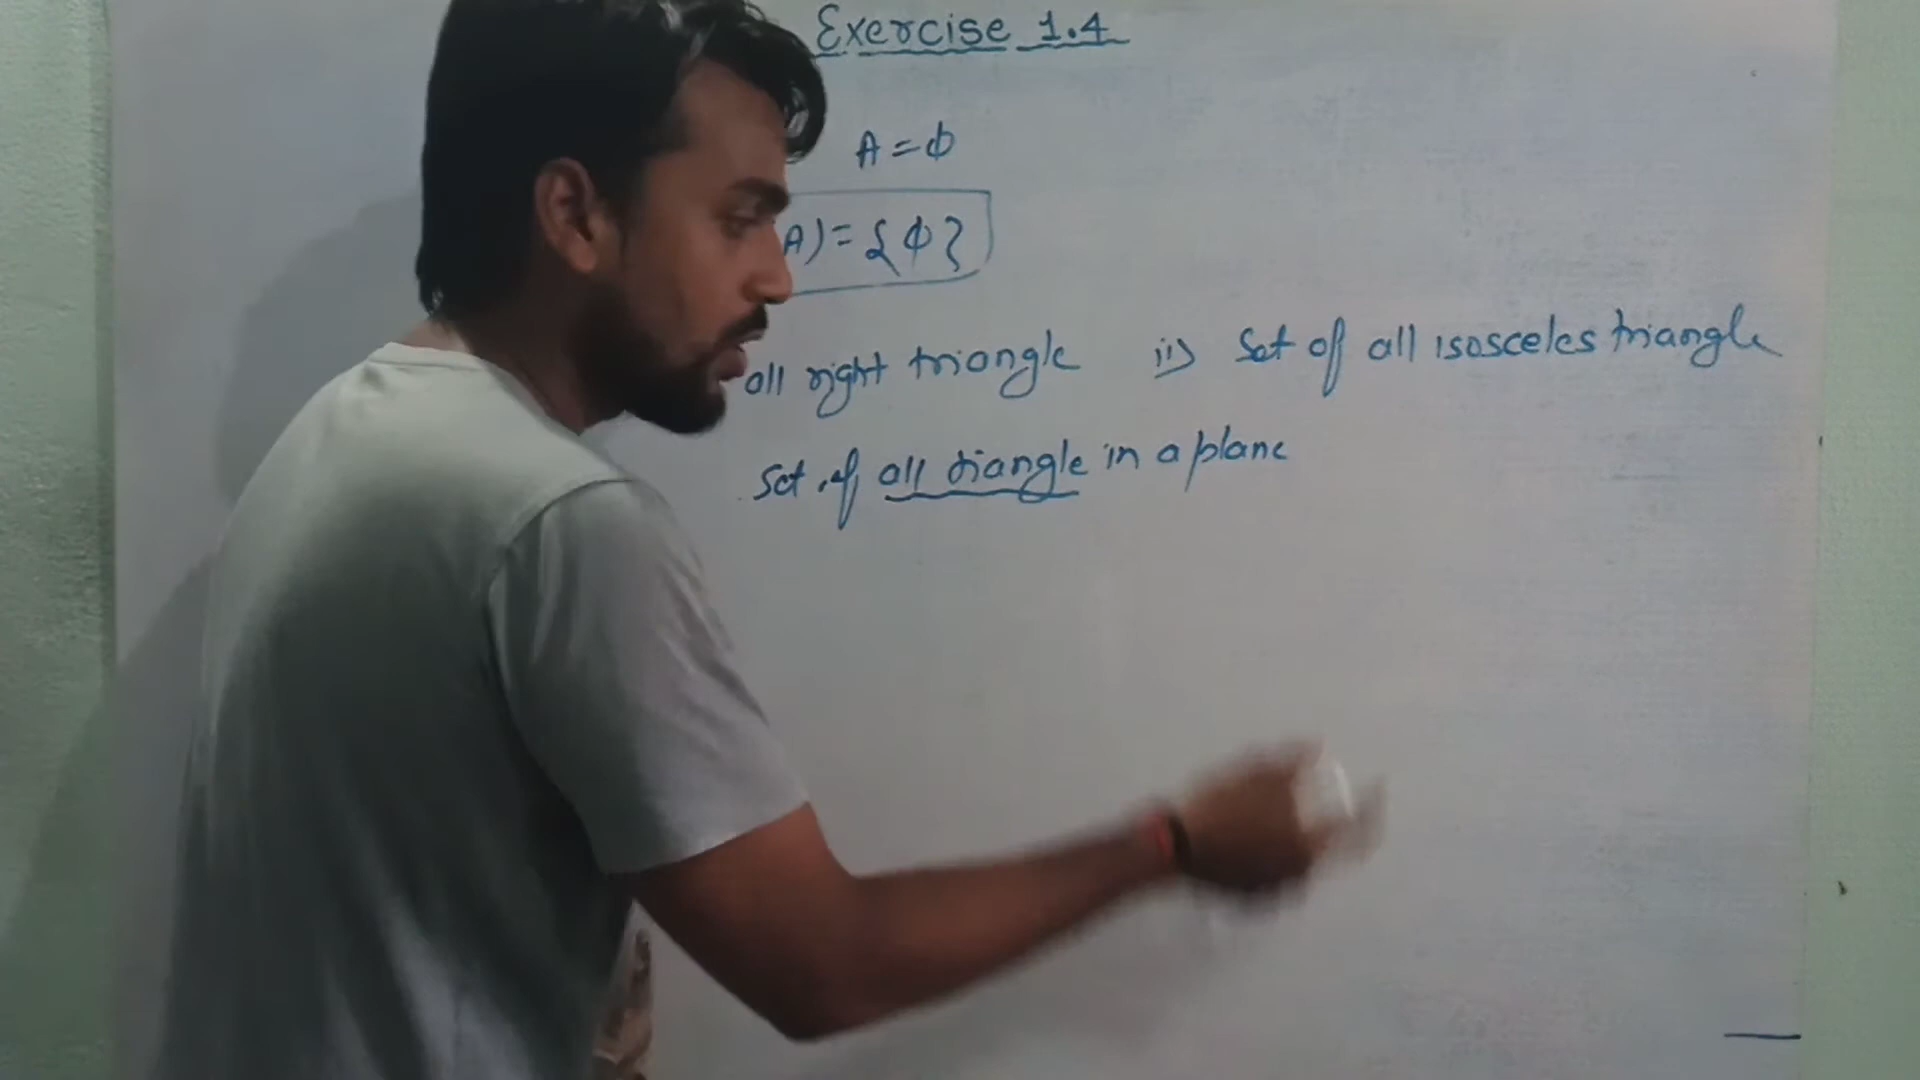 Exercise 1.4
A = ϕ
A) = {ϕ}
all right triangle ii) Set of all isosceles triangle
Set of all triangle in a plane